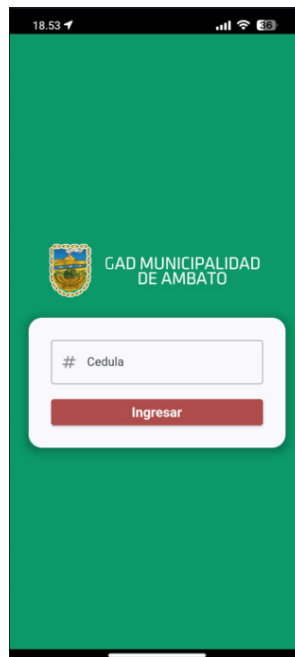 18.53
36
GAD MUNICIPALIDAD
DE AMBATO
# Cedula
Ingresar